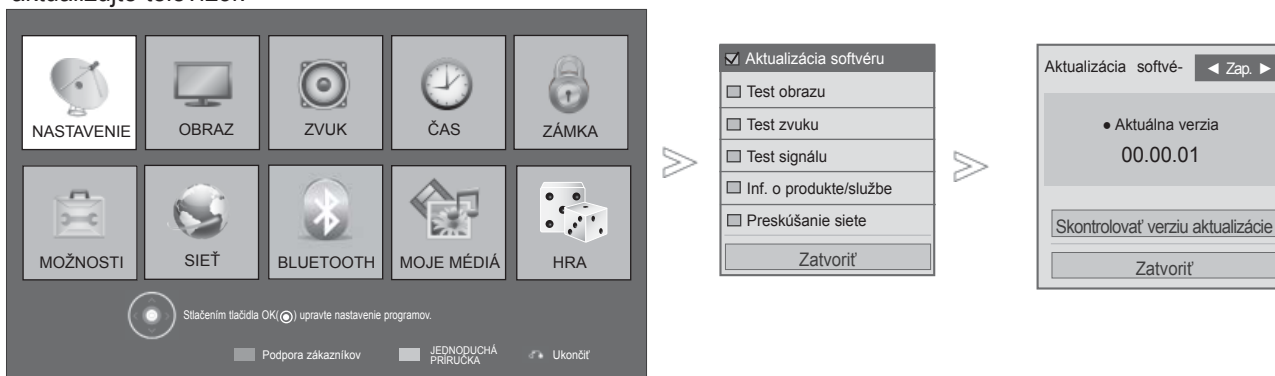 NASTAVENIE
OBRAZ
ZVUK
ČAS
ZÁMKA
MOŽNOSTI
SIEŤ
BLUETOOTH
MOJE MÉDIÁ
HRA
Stlačením tlačidla OK(◉) upravte nastavenie programov.
Podpora zákazníkov
JEDNODUCHÁ
PRÍRUČKA
Ukončiť
Aktualizácia softvéru
Test obrazu
Test zvuku
Test signálu
Inf. o produkte/službe
Preskúšanie siete
Zatvoriť
Aktualizácia softvé- ◄ Zap. ►
● Aktuálna verzia
00.00.01
Skontrolovať verziu aktualizácie
Zatvoriť